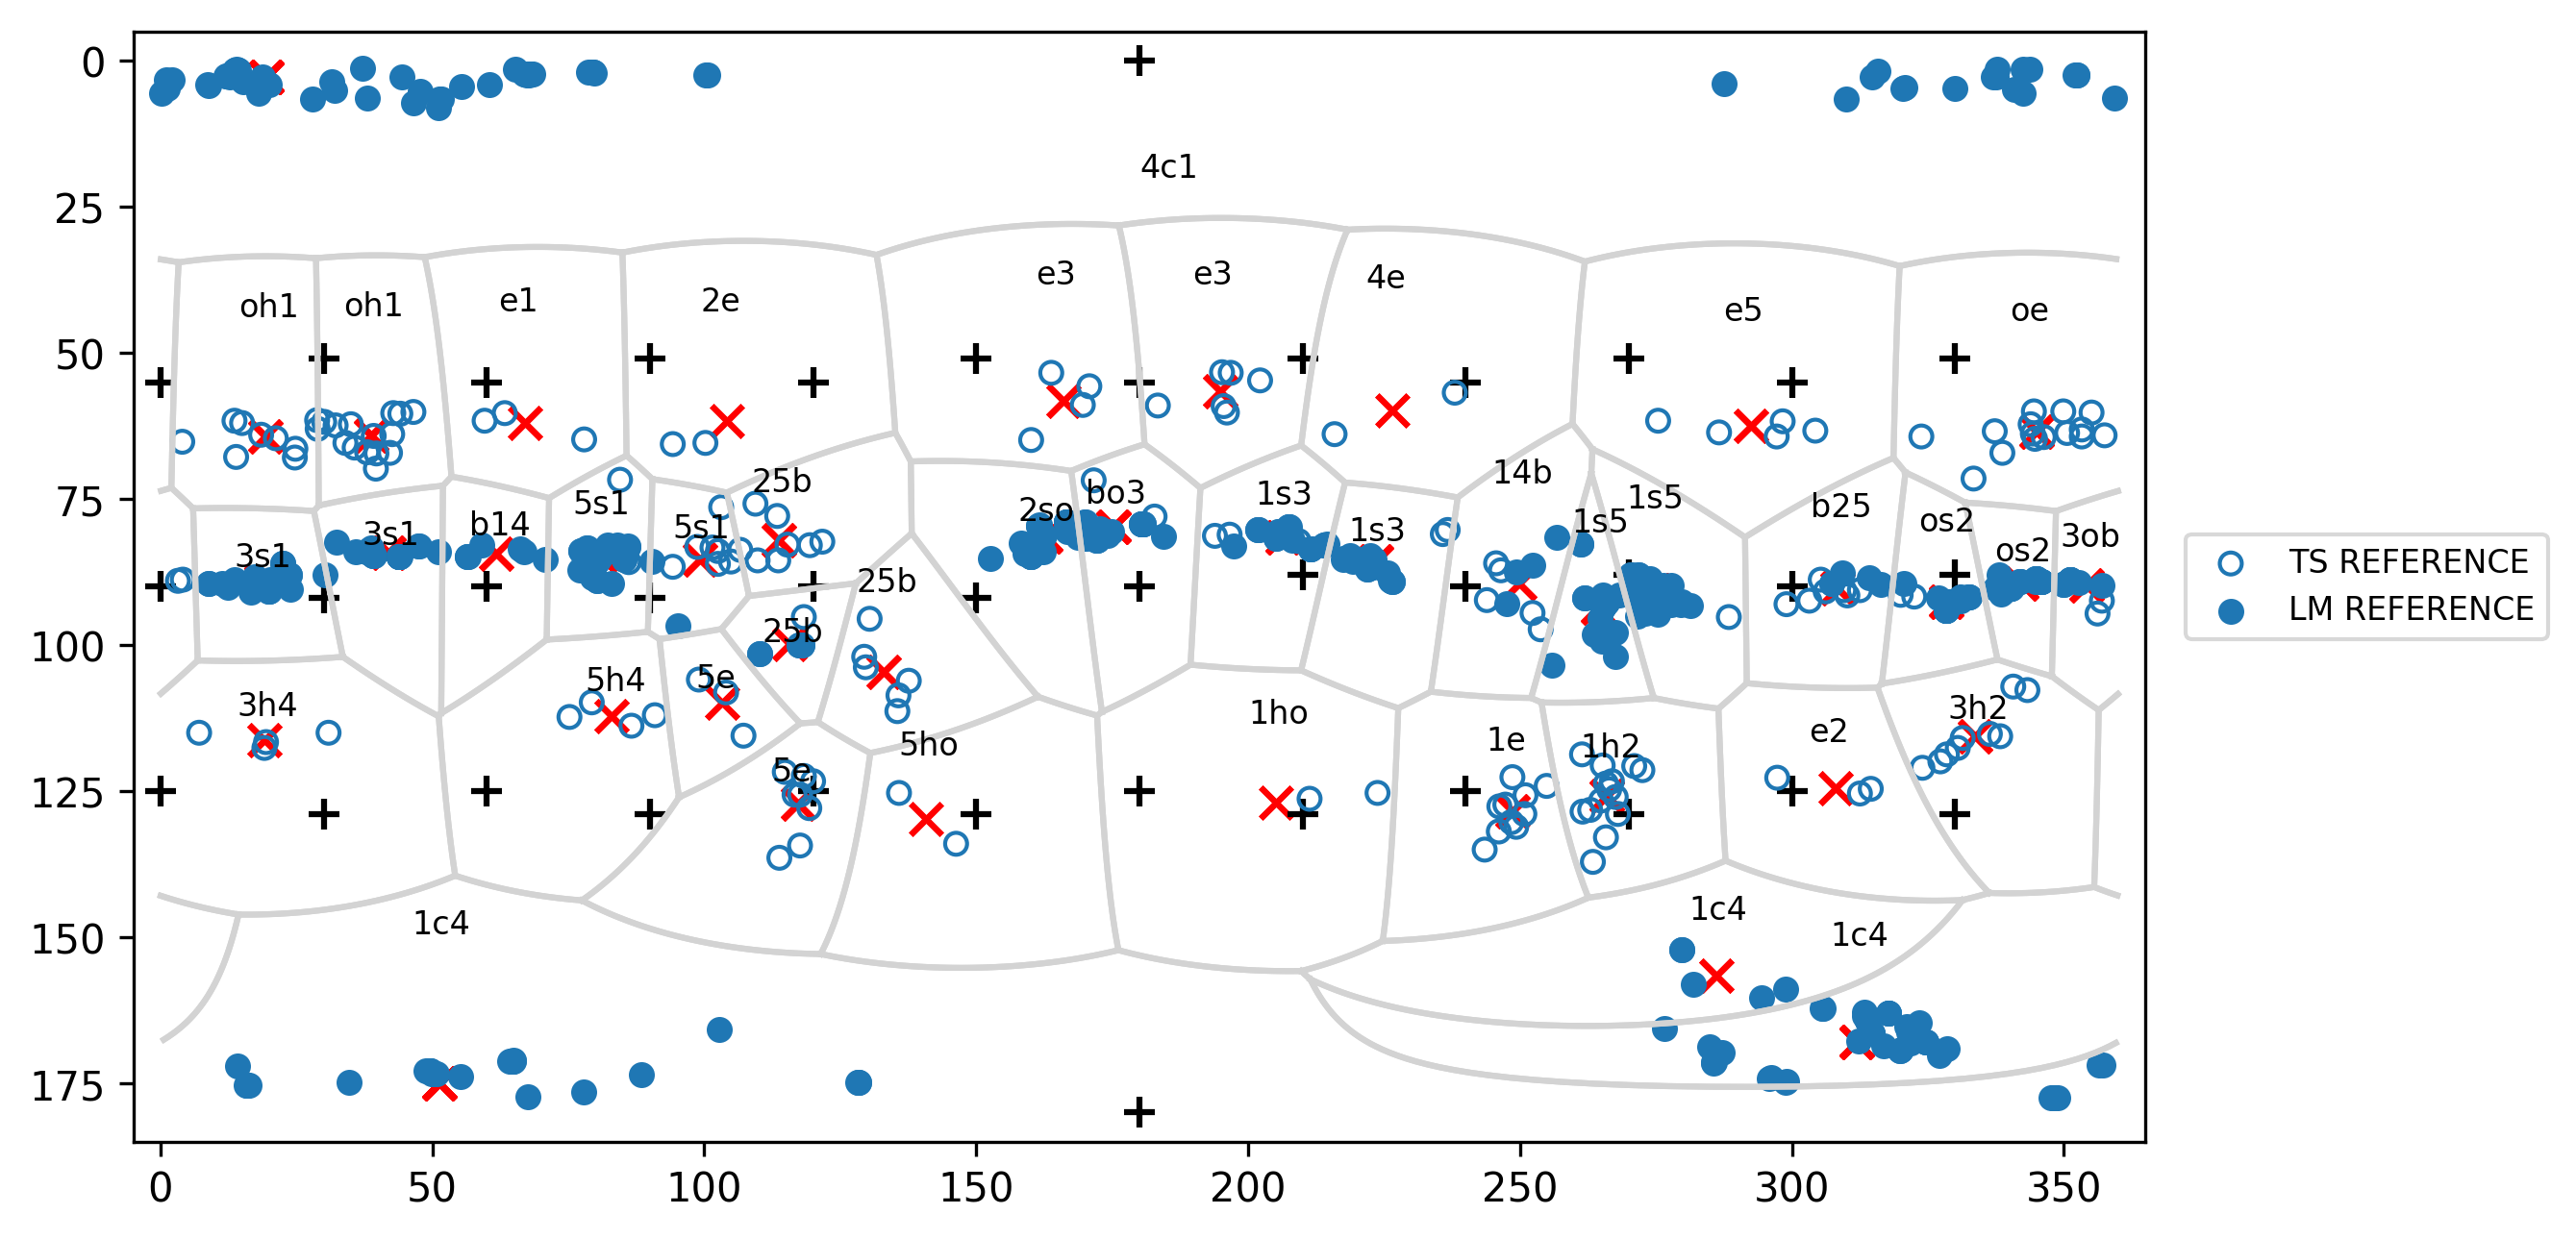 0
4c1
25
e3 e3 4e
oh1 oh1 e1 2e e5 oe
50
75
25b 14b
5s1 2so bo3 1s3 1s5 b25
3s1 b14 5s1 1s3 1s5 os2 3ob
3s1 25b os2
TS REFERENCE
LM REFERENCE
25b
100
5e 5h4
3h4 1ho 3h2
5ho 1e 1h2 e2
5e
125
1c4 1c4 1c4
150
175
0 50 100 150 200 250 300 350